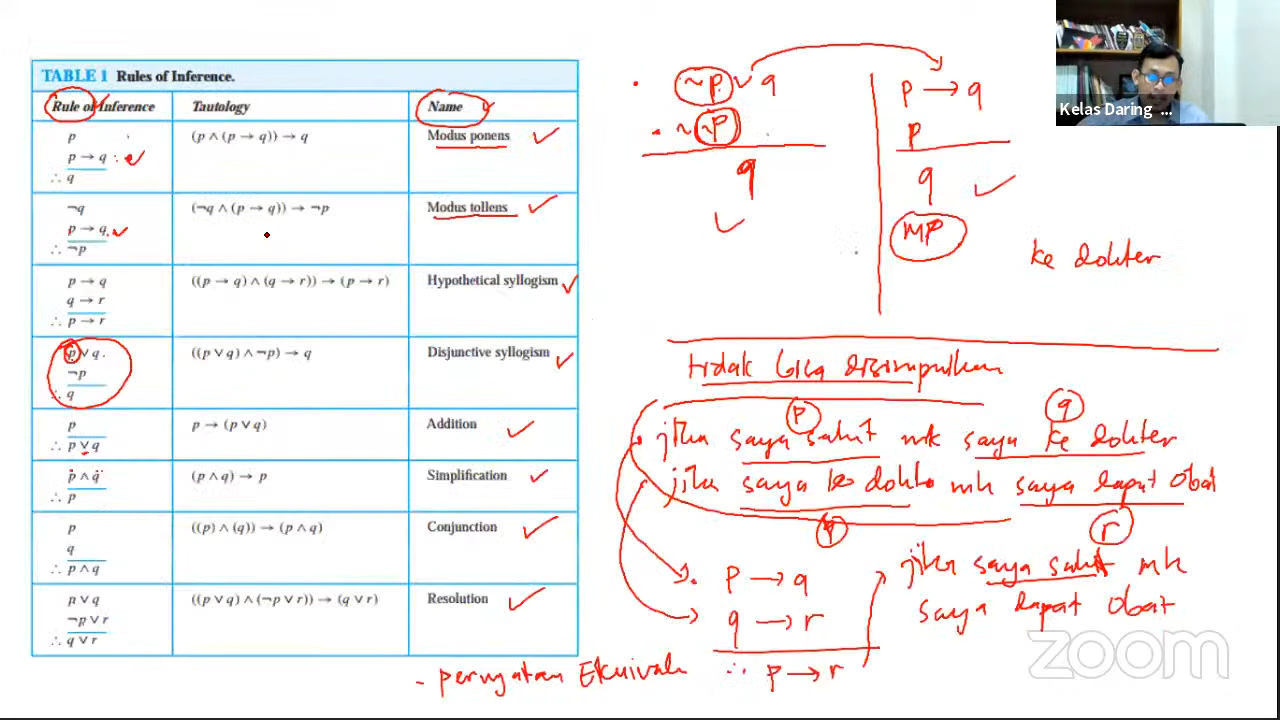 TABLE 1 Rules of Inference.
Rule of Inference Tautology Name
p
p → q
∴ q
(p ∧ (p → q)) → q
Modus ponens
¬q
p → q
∴ ¬p
(¬q ∧ (p → q)) → ¬p
Modus tollens
p → q
q → r
∴ p → r
((p → q) ∧ (q → r)) → (p → r)
Hypothetical syllogism
p ∨ q
¬p
∴ q
((p ∨ q) ∧ ¬p) → q
Disjunctive syllogism
p
∴ p ∨ q
p → (p ∨ q)
Addition
p ∧ q
∴ p
(p ∧ q) → p
Simplification
p
q
∴ p ∧ q
((p) ∧ (q)) → (p ∧ q)
Conjunction
p ∨ q
¬p ∨ r
∴ q ∨ r
((p ∨ q) ∧ (¬p ∨ r)) → (q ∨ r)
Resolution
~p ∨ q
~ ~p
q
p → q
p
q
MP
ke dokter
tidak bisa disimpulkan
p q
jika saya sakit mk saya ke dokter
jika saya ke dokter mk saya dapat obat
q r
p → q
q → r
∴ p → r
jika saya sakit mk
saya dapat obat
- pernyataan Ekuivalen
Kelas Daring ...
zoom